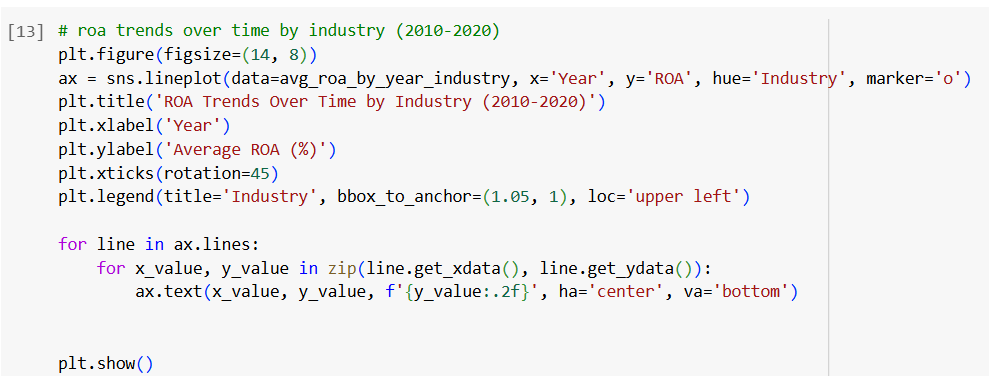 [13] # roa trends over time by industry (2010-2020)
plt.figure(figsize=(14, 8))
ax = sns.lineplot(data=avg_roa_by_year_industry, x='Year', y='ROA', hue='Industry', marker='o')
plt.title('ROA Trends Over Time by Industry (2010-2020)')
plt.xlabel('Year')
plt.ylabel('Average ROA (%)')
plt.xticks(rotation=45)
plt.legend(title='Industry', bbox_to_anchor=(1.05, 1), loc='upper left')
for line in ax.lines:
    for x_value, y_value in zip(line.get_xdata(), line.get_ydata()):
        ax.text(x_value, y_value, f'{y_value:.2f}', ha='center', va='bottom')
plt.show()